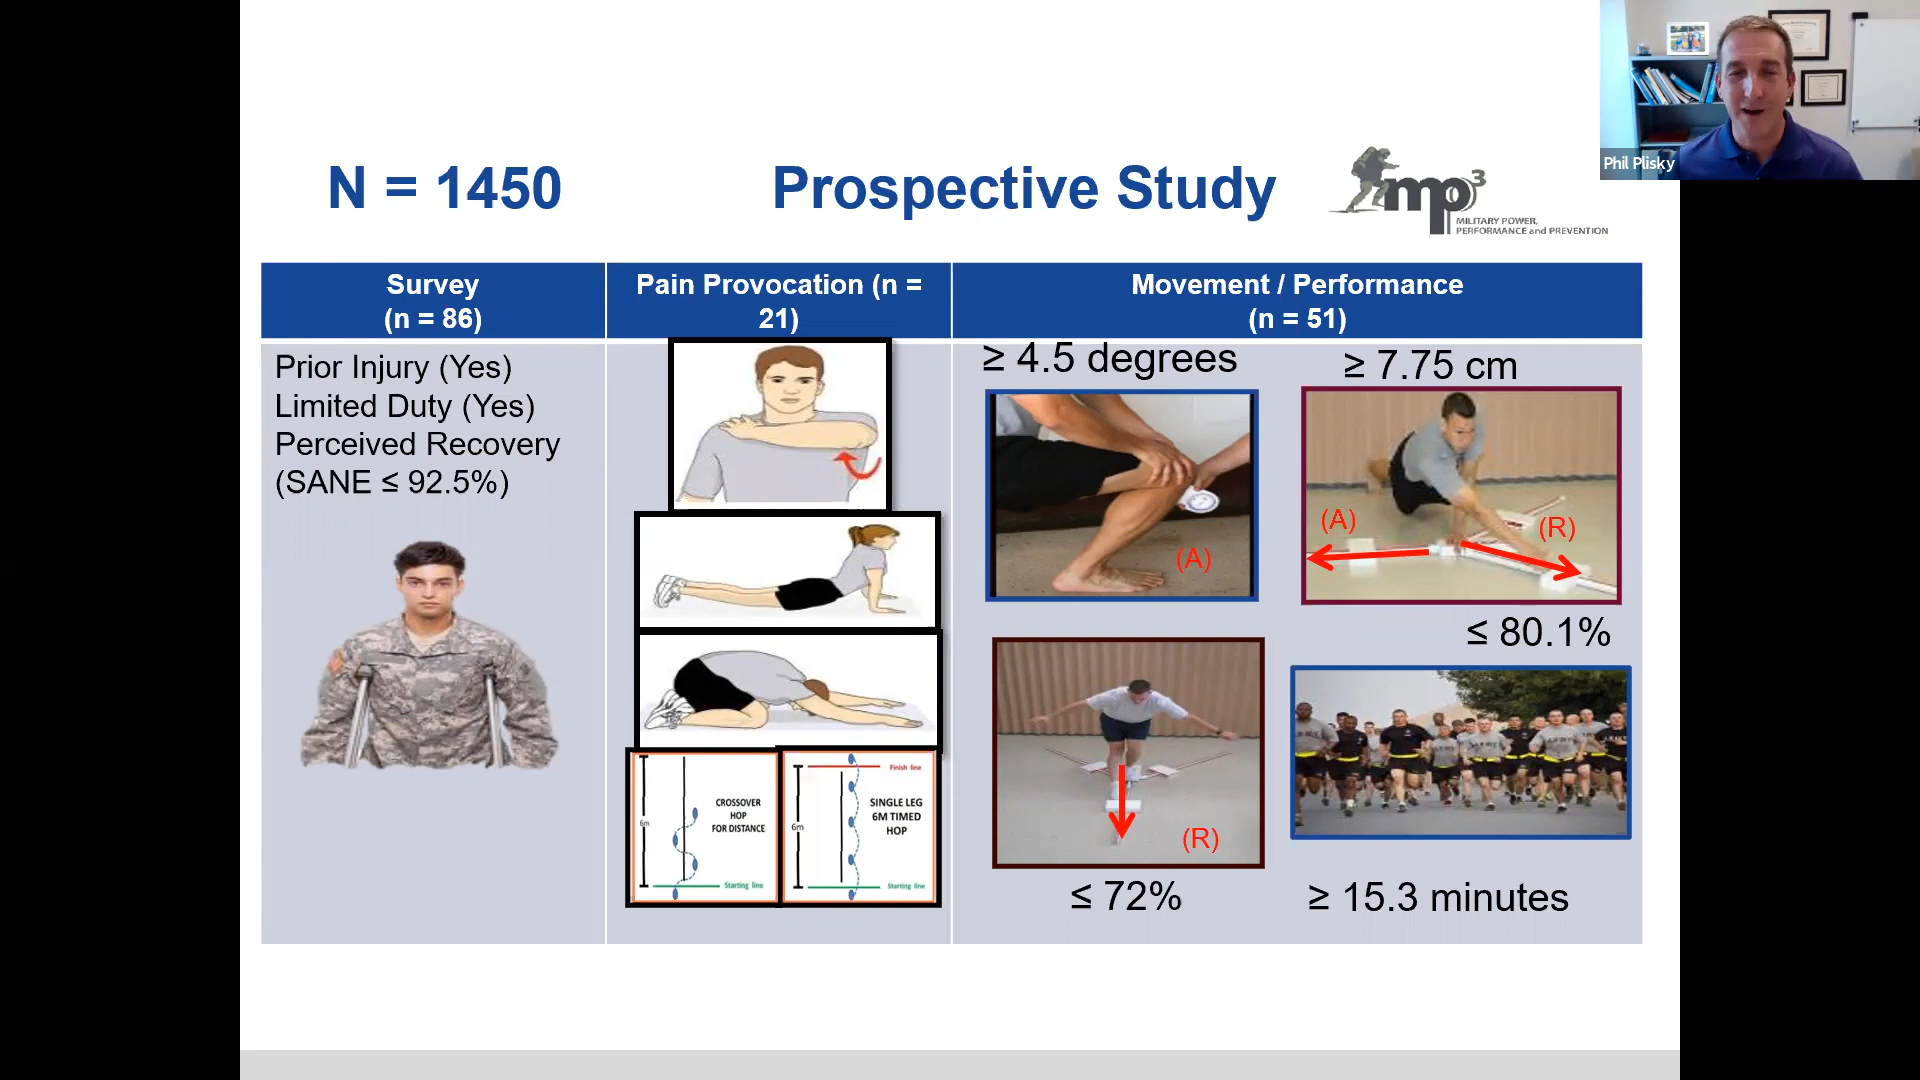 Phil Plisky
N = 1450
Prospective Study
mp3
MILITARY POWER,
PERFORMANCE and PREVENTION
Survey
(n = 86)
Pain Provocation (n =
21)
Movement / Performance
(n = 51)
Prior Injury (Yes)
Limited Duty (Yes)
Perceived Recovery
(SANE ≤ 92.5%)
CROSSOVER
HOP
FOR DISTANCE
6m
Starting line
Finish line
SINGLE LEG
6M TIMED
HOP
6m
Starting line
≥ 4.5 degrees
(A)
≥ 7.75 cm
(A)
(R)
≤ 80.1%
(R)
≤ 72%
≥ 15.3 minutes